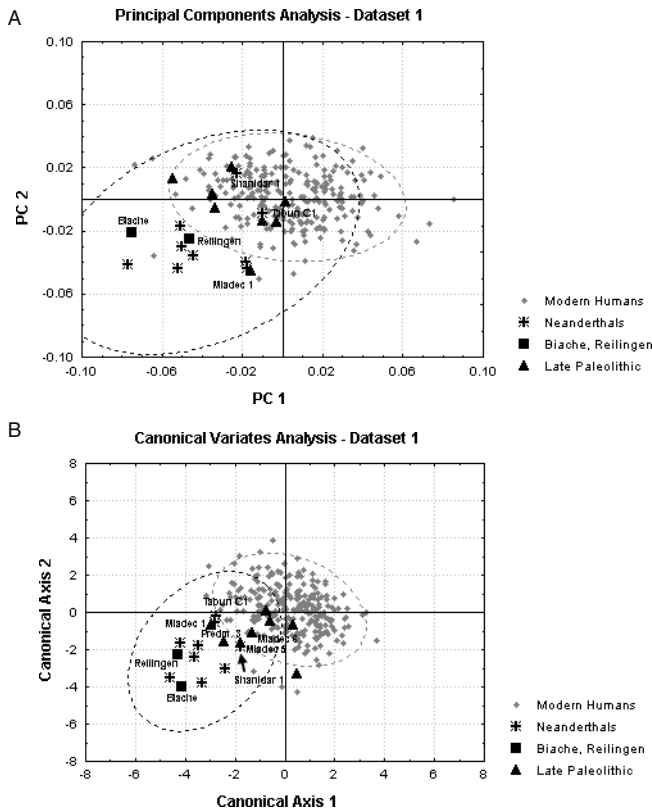 A
Principal Components Analysis - Dataset 1
0.10
0.06
0.02
-0.02
-0.06
-0.10
PC 2
Shanidar 1
Tabun C1
Biache
Reilingen
Mladec 1
-0.10 -0.06 -0.02 0.02 0.06 0.10
PC 1
Modern Humans
Neanderthals
Biache, Reilingen
Late Paleolithic
B
Canonical Variates Analysis - Dataset 1
8
6
4
2
0
-2
-4
-6
-8
Canonical Axis 2
Tabun C1
Mladec 1
Predm. 3
Mladec 6
Mladec 5
Reilingen
Shanidar 1
Biache
-8 -6 -4 -2 0 2 4 6 8
Canonical Axis 1
Modern Humans
Neanderthals
Biache, Reilingen
Late Paleolithic